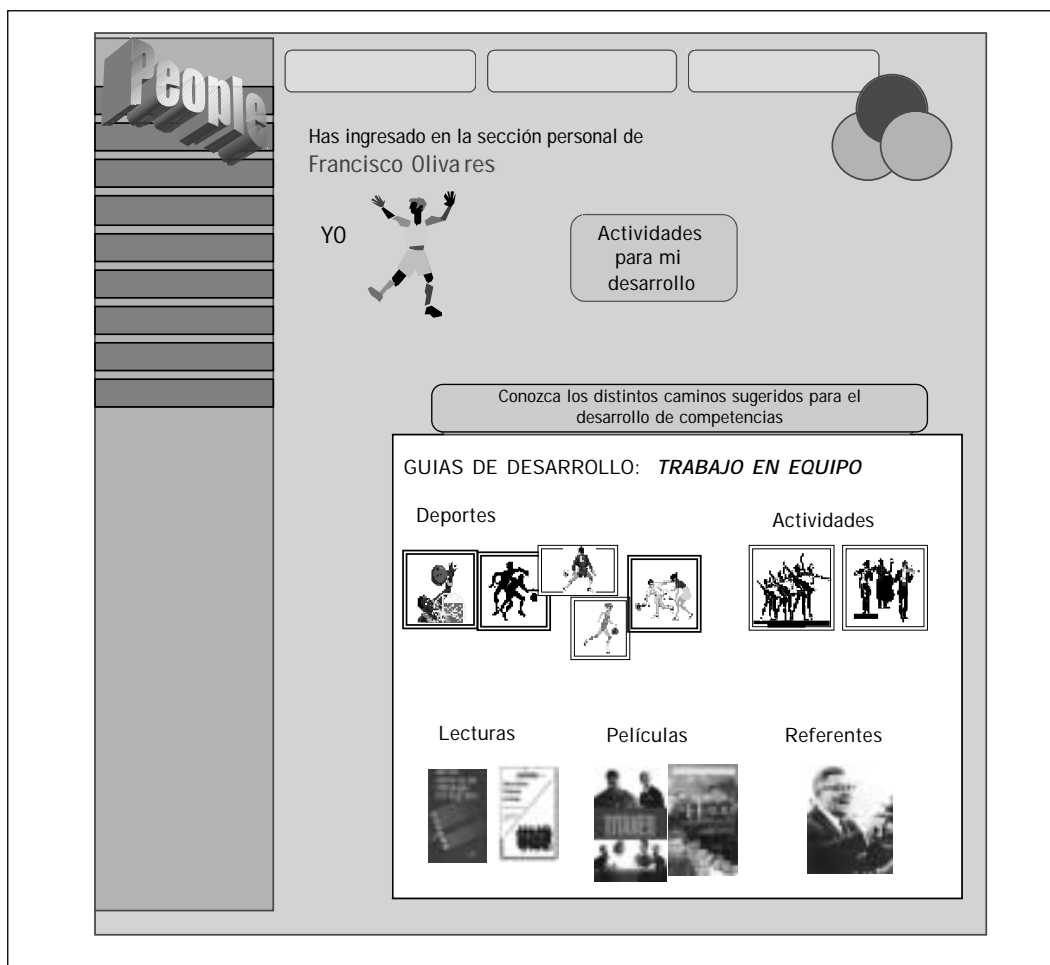 People
Has ingresado en la sección personal de
Francisco Olivares
YO
Actividades
para mi
desarrollo
Conozca los distintos caminos sugeridos para el
desarrollo de competencias
GUIAS DE DESARROLLO: TRABAJO EN EQUIPO
Deportes
Actividades
Lecturas
Películas
Referentes
TITANES